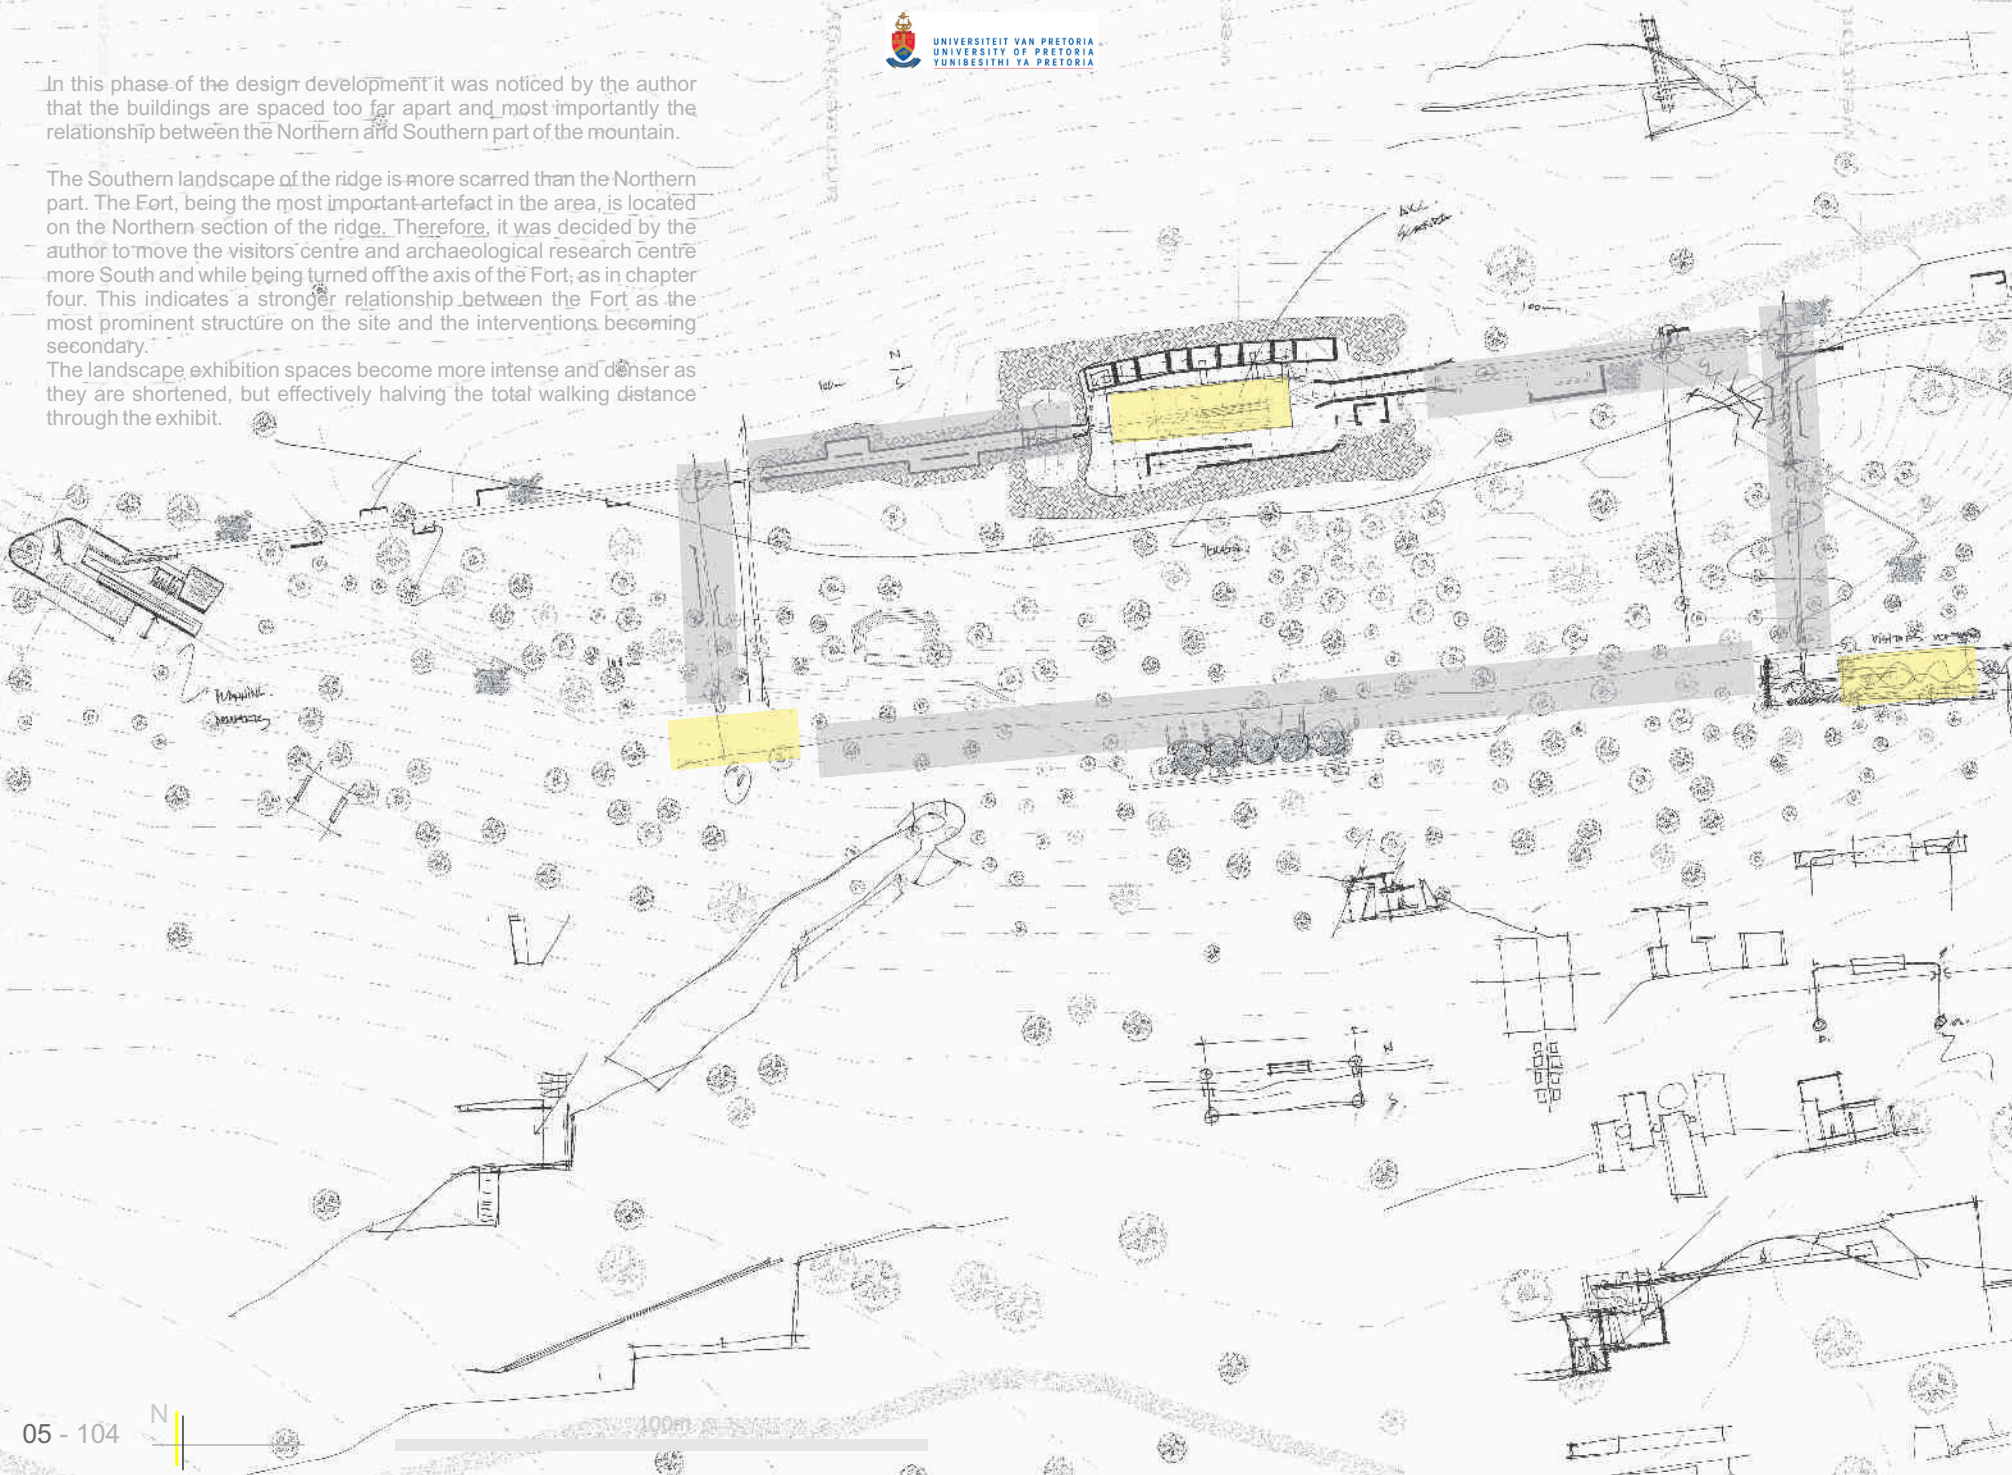 UNIVERSITEIT VAN PRETORIA
UNIVERSITY OF PRETORIA
YUNIBESITHI YA PRETORIA
In this phase of the design development it was noticed by the author
that the buildings are spaced too far apart and most importantly the
relationship between the Northern and Southern part of the mountain.
The Southern landscape of the ridge is more scarred than the Northern
part. The Fort, being the most important artefact in the area, is located
on the Northern section of the ridge. Therefore, it was decided by the
author to move the visitors centre and archaeological research centre
more South and while being turned off the axis of the Fort, as in chapter
four. This indicates a stronger relationship between the Fort as the
most prominent structure on the site and the interventions becoming
secondary.
The landscape exhibition spaces become more intense and denser as
they are shortened, but effectively halving the total walking distance
through the exhibit.
N
100m
05 - 104